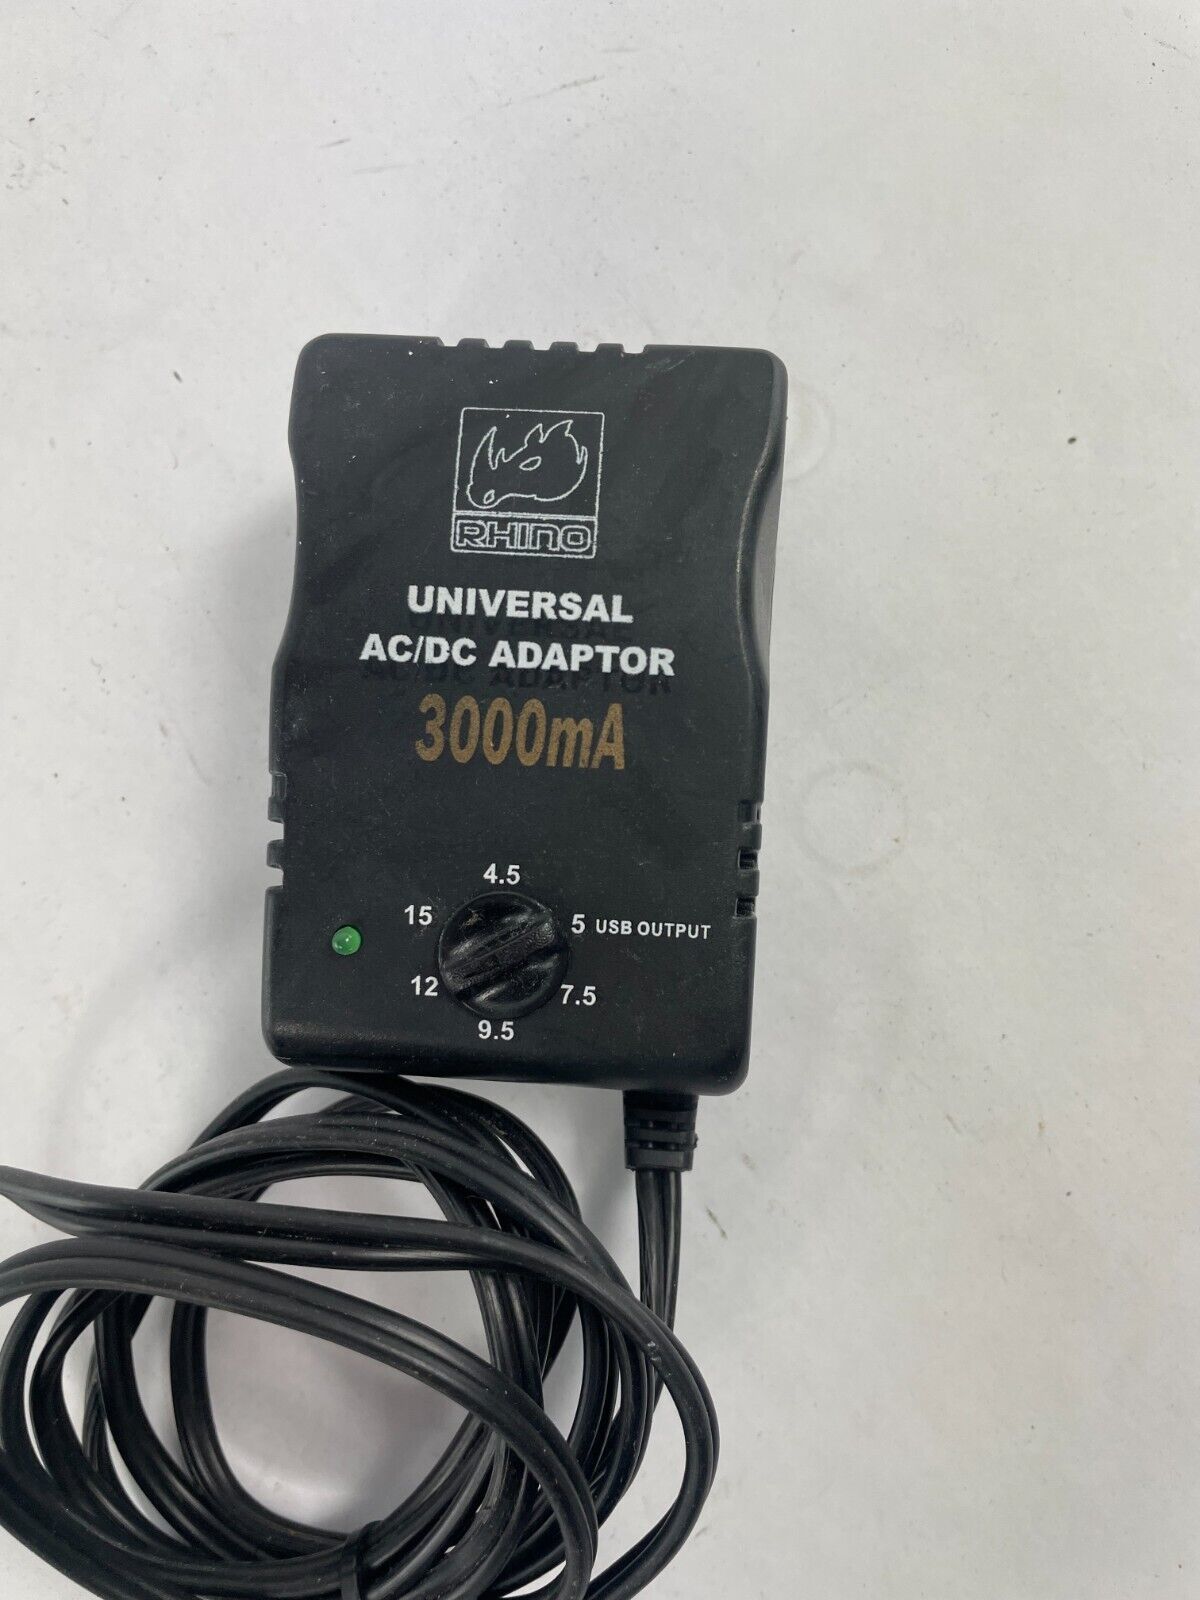 RHINO
UNIVERSAL
AC/DC ADAPTOR
3000mA
4.5
15
5 USB OUTPUT
12
7.5
9.5